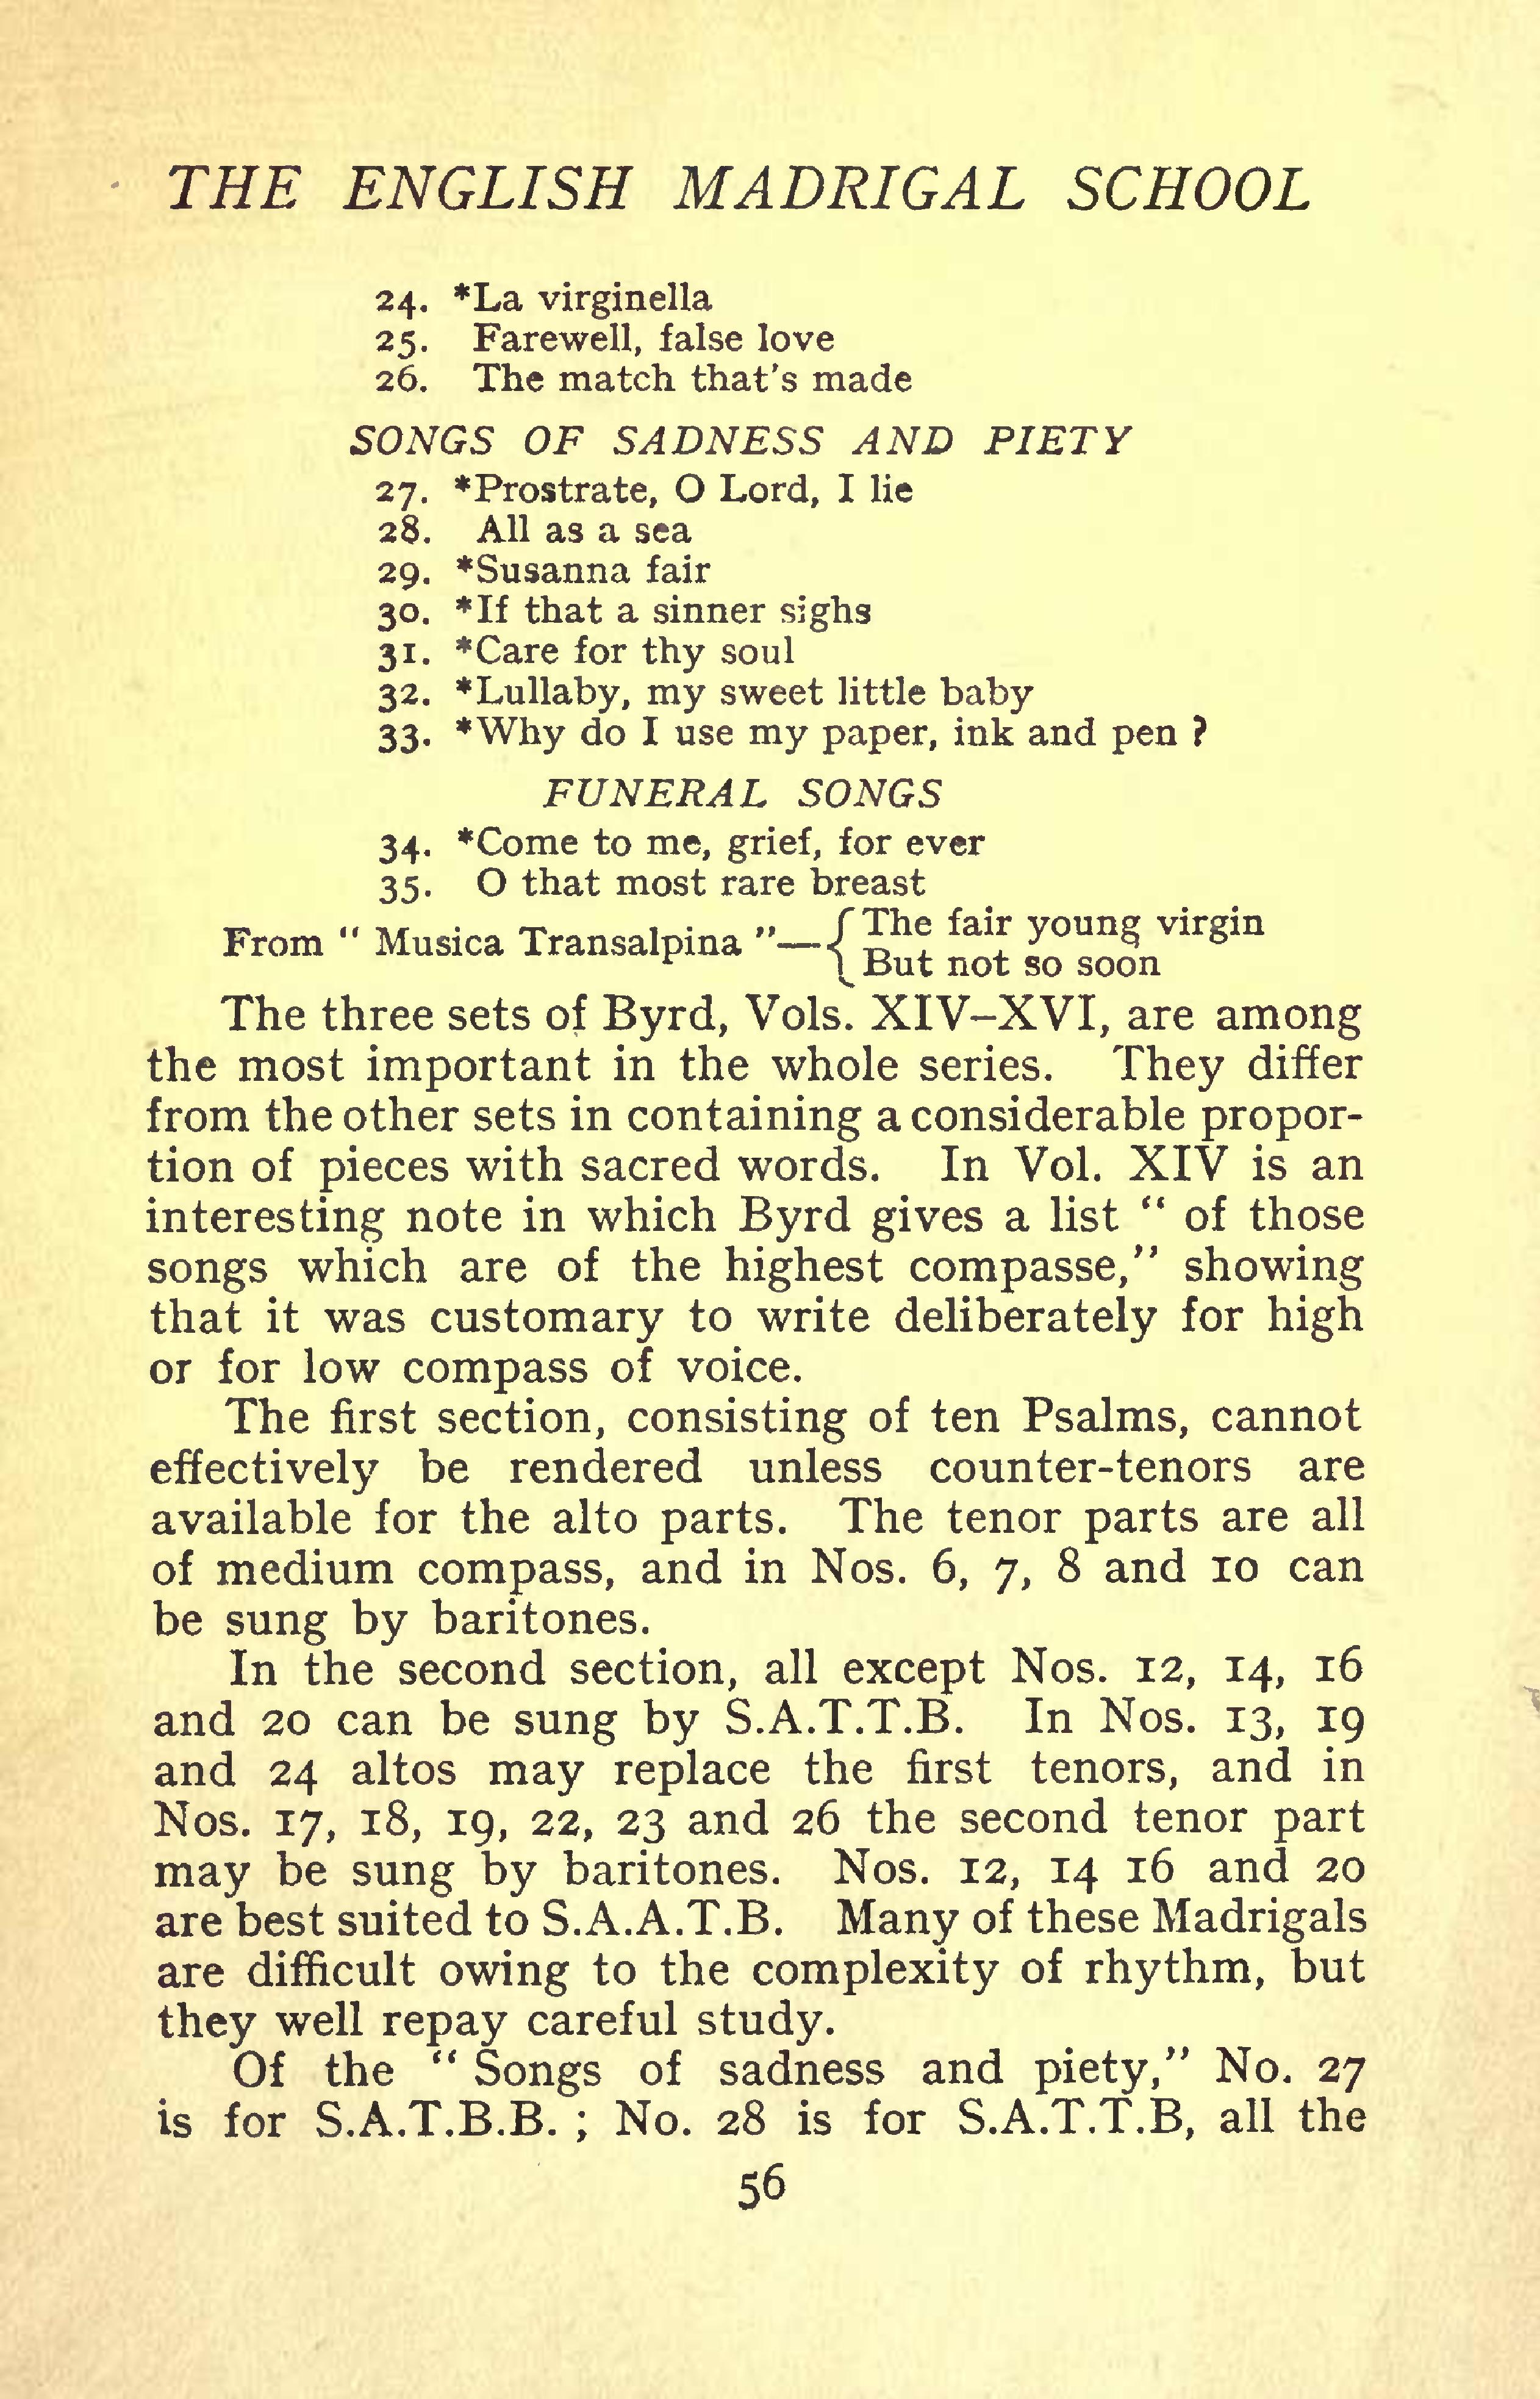 THE ENGLISH MADRIGAL SCHOOL
24. *La virginella
25. Farewell, false love
26. The match that's made
SONGS OF SADNESS AND PIETY
27. *Prostrate, O Lord, I lie
28. All as a sea
29. *Susanna fair
30. *If that a sinner sighs
31. *Care for thy soul
32. *Lullaby, my sweet little baby
33. *Why do I use my paper, ink and pen ?
FUNERAL SONGS
34. *Come to me, grief, for ever
35. O that most rare breast
From " Musica Transalpina "—{ The fair young virgin
But not so soon
The three sets of Byrd, Vols. XIV–XVI, are among
the most important in the whole series. They differ
from the other sets in containing a considerable propor-
tion of pieces with sacred words. In Vol. XIV is an
interesting note in which Byrd gives a list " of those
songs which are of the highest compasse," showing
that it was customary to write deliberately for high
or for low compass of voice.
The first section, consisting of ten Psalms, cannot
effectively be rendered unless counter-tenors are
available for the alto parts. The tenor parts are all
of medium compass, and in Nos. 6, 7, 8 and 10 can
be sung by baritones.
In the second section, all except Nos. 12, 14, 16
and 20 can be sung by S.A.T.T.B. In Nos. 13, 19
and 24 altos may replace the first tenors, and in
Nos. 17, 18, 19, 22, 23 and 26 the second tenor part
may be sung by baritones. Nos. 12, 14 16 and 20
are best suited to S.A.A.T.B. Many of these Madrigals
are difficult owing to the complexity of rhythm, but
they well repay careful study.
Of the " Songs of sadness and piety," No. 27
is for S.A.T.B.B. ; No. 28 is for S.A.T.T.B, all the
56